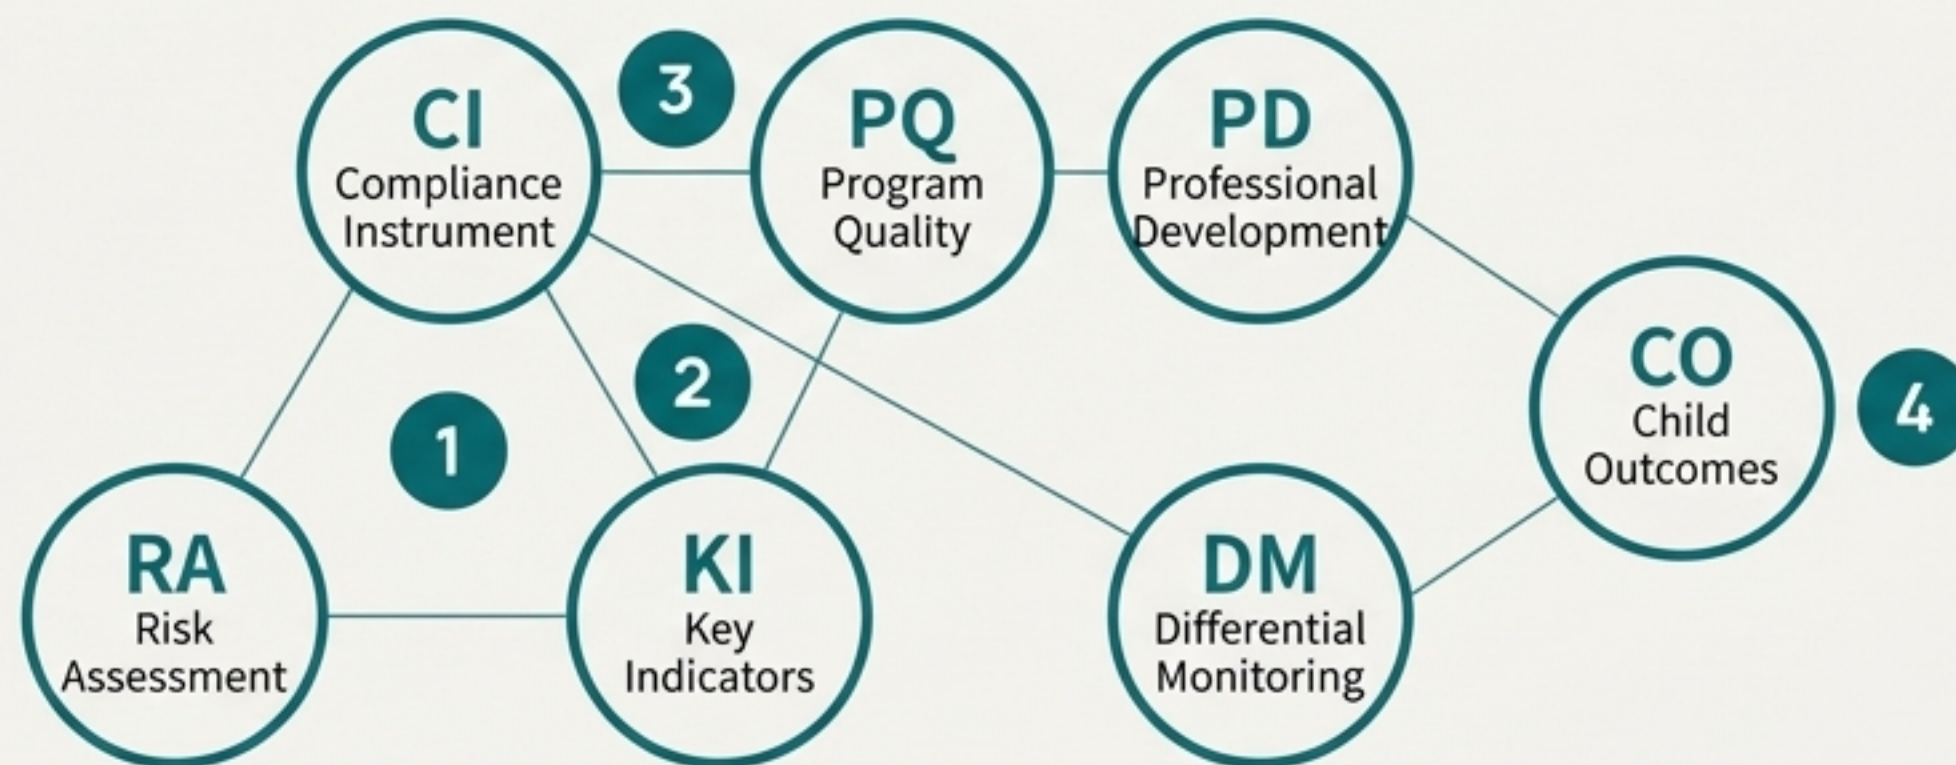 CI
Compliance
Instrument
3
PQ
Program
Quality
PD
Professional
Development
CO
Child
Outcomes
4
2
1
RA
Risk
Assessment
KI
Key
Indicators
DM
Differential
Monitoring